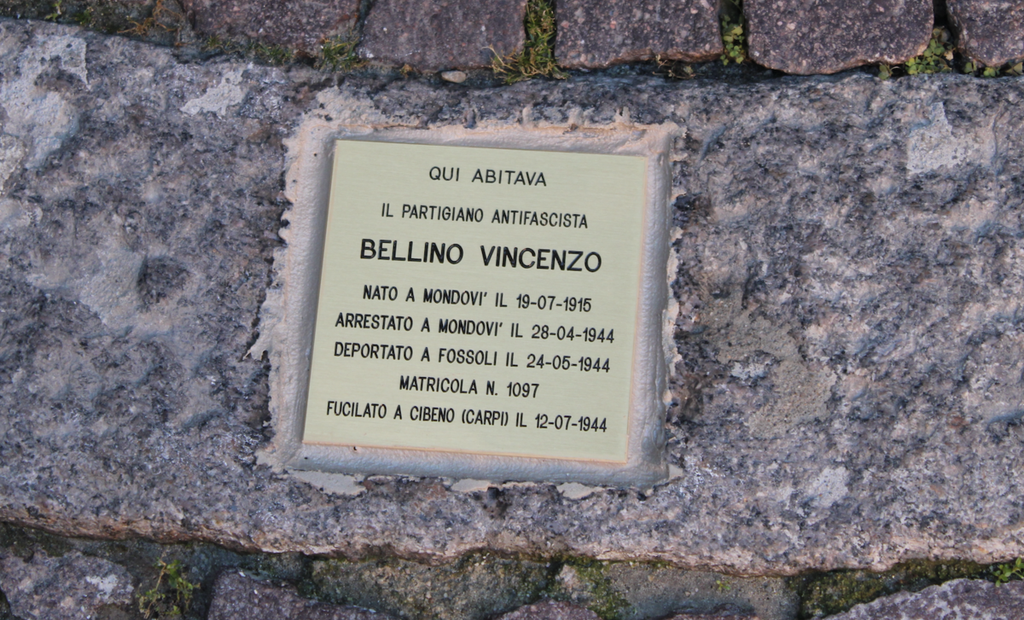 QUI ABITAVA
IL PARTIGIANO ANTIFASCISTA
BELLINO VINCENZO
NATO A MONDOVI' IL 19-07-1915
ARRESTATO A MONDOVI' IL 28-04-1944
DEPORTATO A FOSSOLI IL 24-05-1944
MATRICOLA N. 1097
FUCILATO A CIBENO (CARPI) IL 12-07-1944